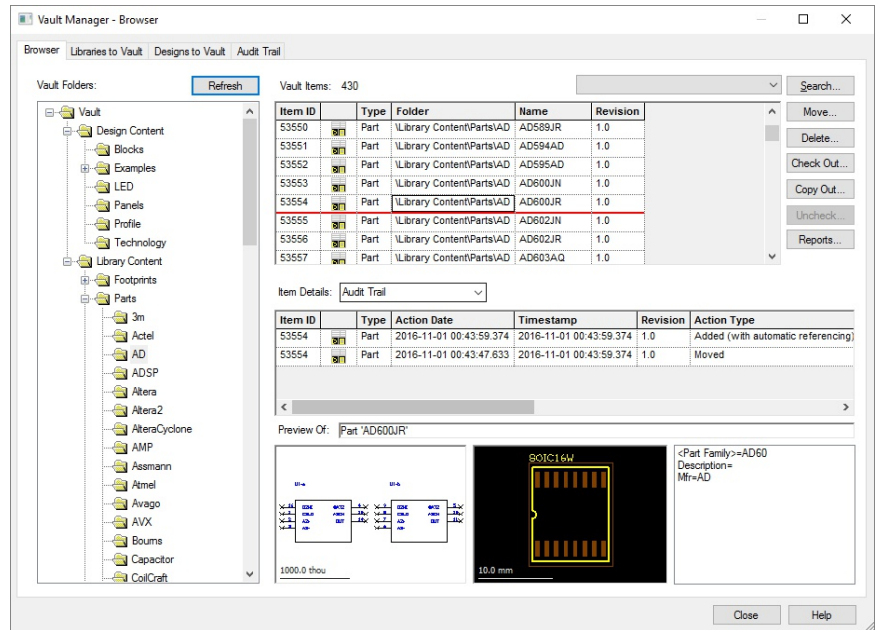 Vault Manager - Browser
Browser Libraries to Vault Designs to Vault Audit Trail
Vault Folders: Refresh
Vault
Design Content
Blocks
Examples
LED
Panels
Profile
Technology
Library Content
Footprints
Parts
3m
Actel
AD
ADSP
Altera
Altera2
AlteraCyclone
AMP
Assmann
Atmel
Avago
AVX
Bourns
Capacitor
CoilCraft
Vault Items: 430
Item ID Type Folder Name Revision
53550 Part \Library Content\Parts\AD AD589JR 1.0
53551 Part \Library Content\Parts\AD AD594AD 1.0
53552 Part \Library Content\Parts\AD AD595AD 1.0
53553 Part \Library Content\Parts\AD AD600JN 1.0
53554 Part \Library Content\Parts\AD AD600JR 1.0
53555 Part \Library Content\Parts\AD AD602JN 1.0
53556 Part \Library Content\Parts\AD AD602JR 1.0
53557 Part \Library Content\Parts\AD AD603AQ 1.0
Search...
Move...
Delete...
Check Out...
Copy Out...
Uncheck...
Reports...
Item Details: Audit Trail
Item ID Type Action Date Timestamp Revision Action Type
53554 Part 2016-11-01 00:43:59.374 2016-11-01 00:43:59.374 1.0 Added (with automatic referencing)
53554 Part 2016-11-01 00:43:47.633 2016-11-01 00:43:59.374 1.0 Moved
Preview Of: Part 'AD600JR'
U1-a U1-b
1000.0 thou
SOIC16W
10.0 mm
<Part Family>=AD60
Description=
Mfr=AD
Close Help